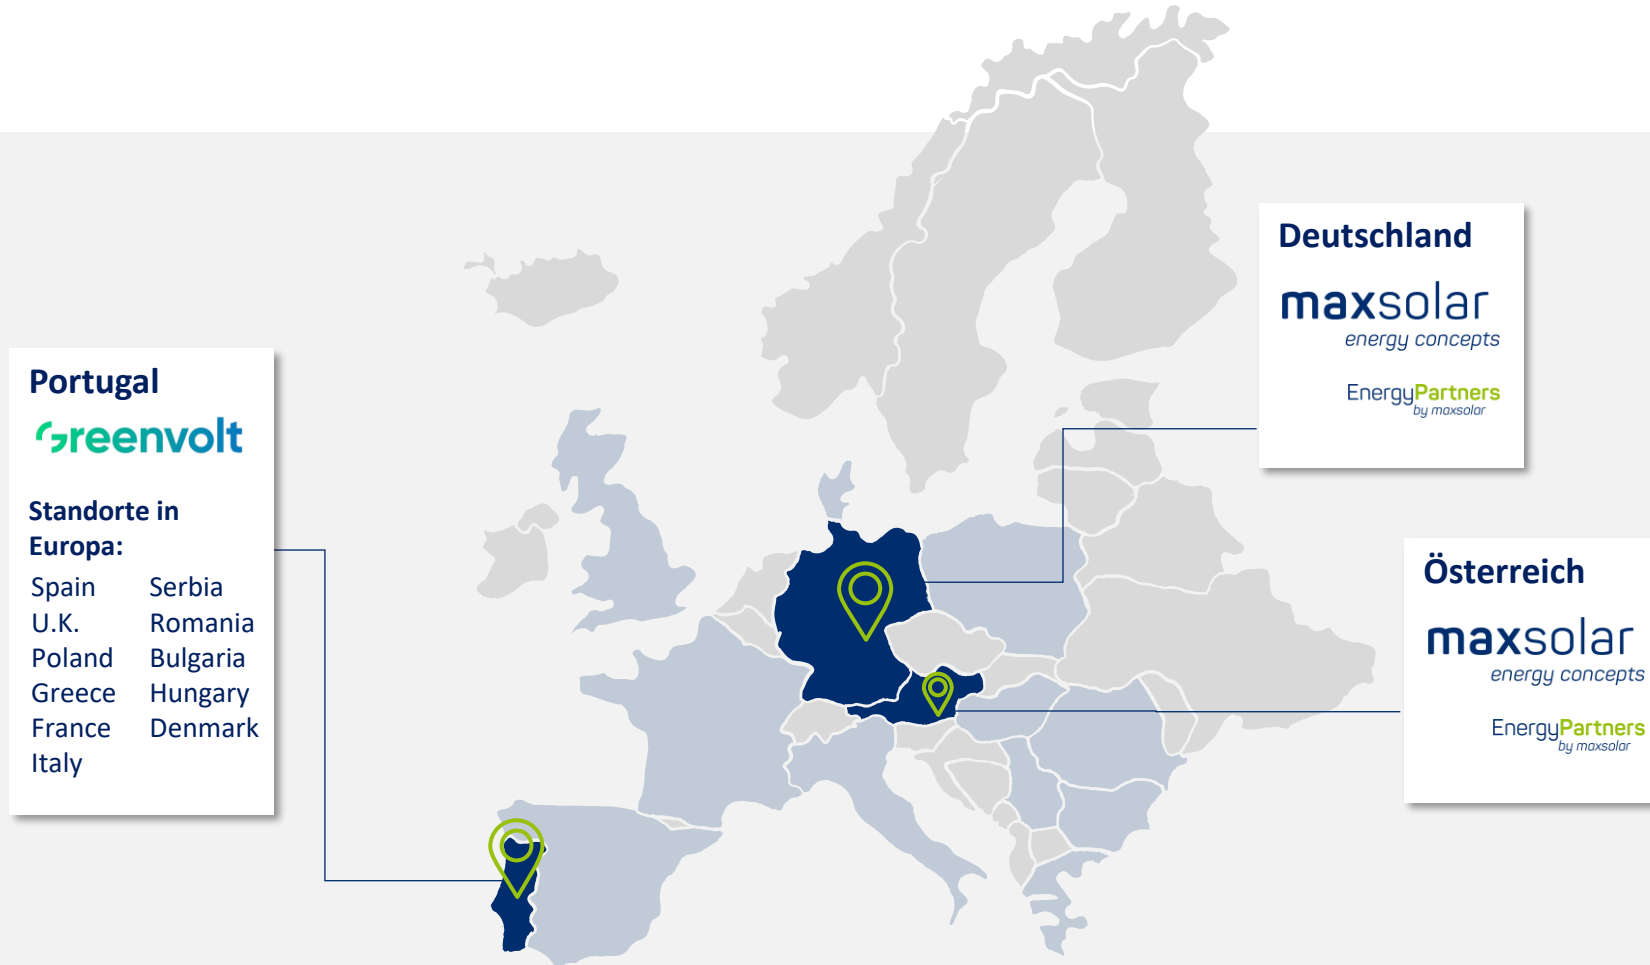 Portugal
Greenvolt
Standorte in
Europa:
Spain Serbia
U.K. Romania
Poland Bulgaria
Greece Hungary
France Denmark
Italy
Deutschland
maxsolar
energy concepts
EnergyPartners
by maxsolar
Österreich
maxsolar
energy concepts
EnergyPartners
by maxsolar